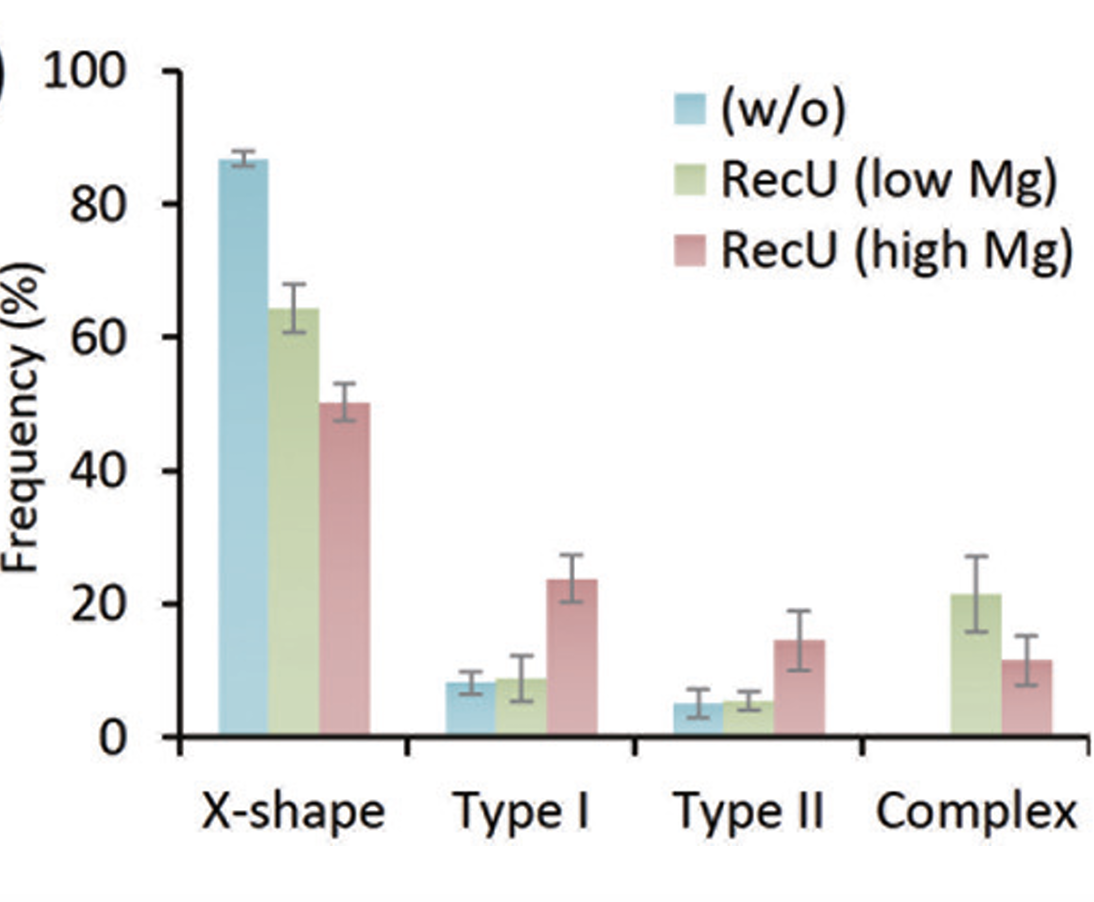 Frequency (%)
100
80
60
40
20
0
(w/o)
RecU (low Mg)
RecU (high Mg)
X-shape Type I Type II Complex